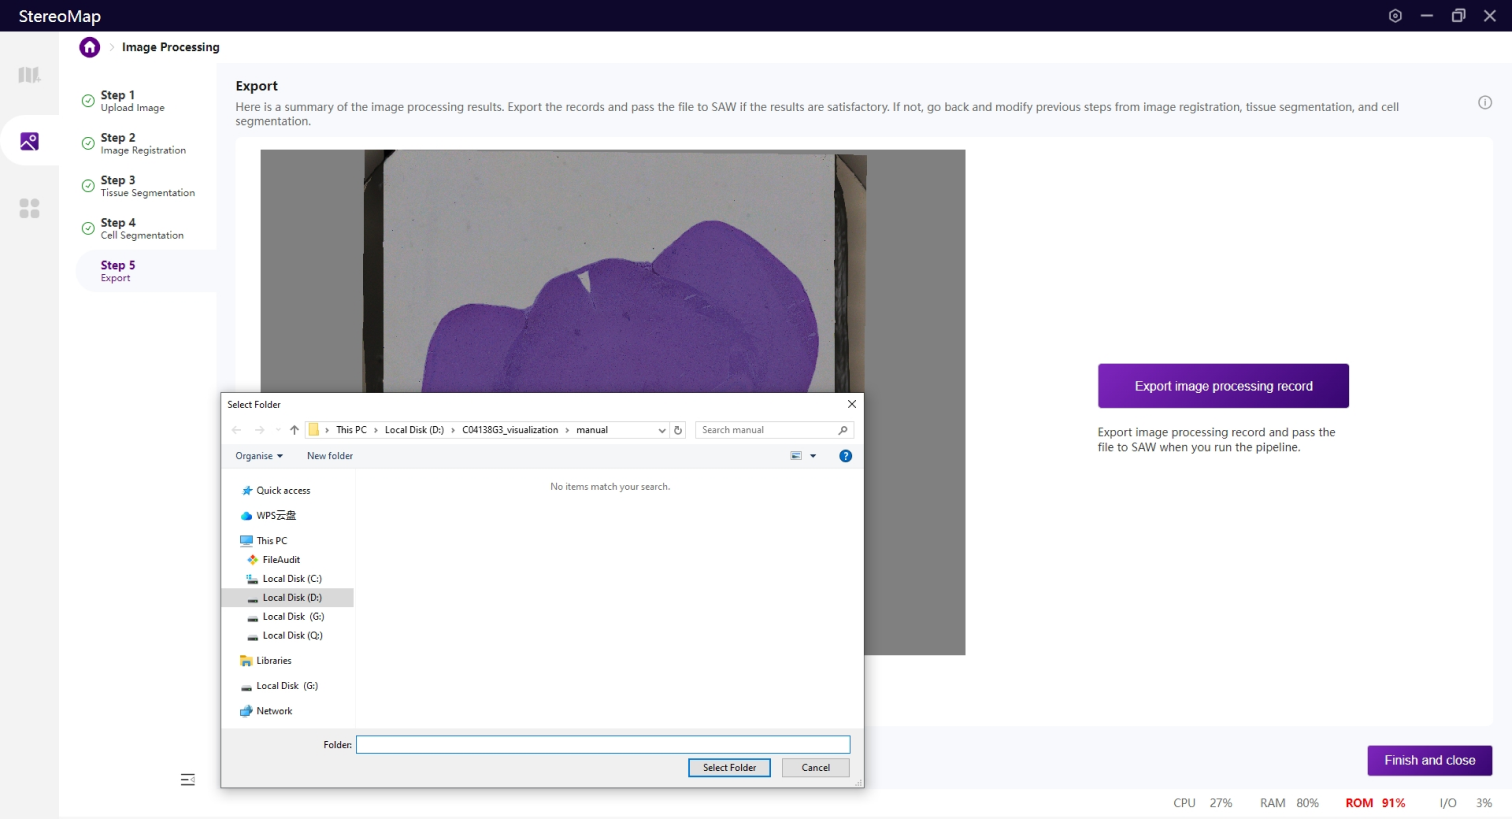 StereoMap
Image Processing
Step 1
Upload Image
Step 2
Image Registration
Step 3
Tissue Segmentation
Step 4
Cell Segmentation
Step 5
Export
Export
Here is a summary of the image processing results. Export the records and pass the file to SAW if the results are satisfactory. If not, go back and modify previous steps from image registration, tissue segmentation, and cell
segmentation.
Export image processing record
Export image processing record and pass the
file to SAW when you run the pipeline.
Select Folder
This PC › Local Disk (D:) › C04138G3_visualization › manual
Search manual
Organise
New folder
No items match your search.
Quick access
WPS云盘
This PC
FileAudit
Local Disk (C:)
Local Disk (D:)
Local Disk (G:)
Local Disk (Q:)
Libraries
Local Disk (G:)
Network
Folder:
Select Folder
Cancel
Finish and close
CPU 27% RAM 80% ROM 91% I/O 3%